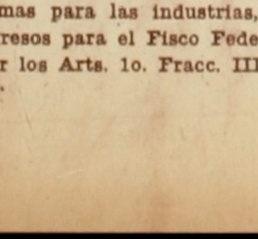 mas para las industrias,
resos para el Fisco Fede
r los Arts. 1o. Fracc. III